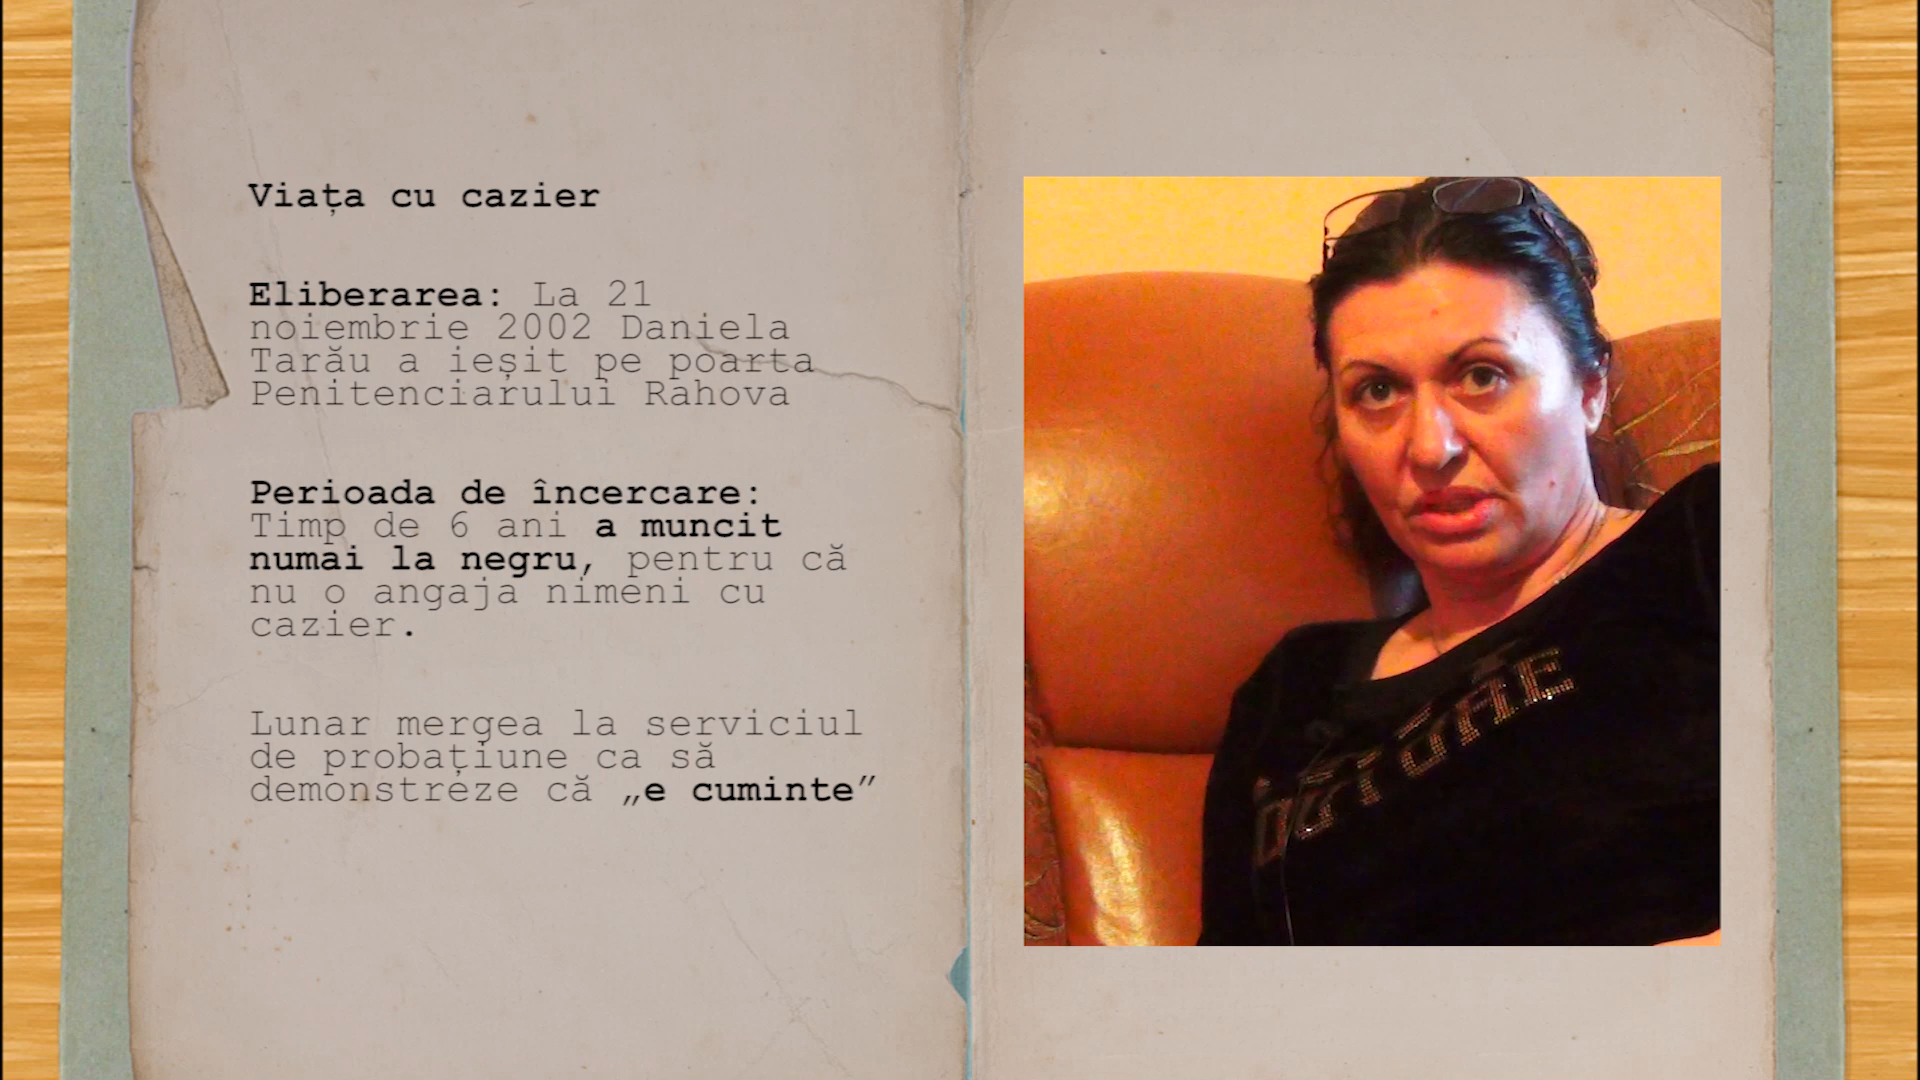 Viața cu cazier
Eliberarea: La 21
noiembrie 2002 Daniela
Tarău a ieșit pe poarta
Penitenciarului Rahova
Perioada de încercare:
Timp de 6 ani a muncit
numai la negru, pentru că
nu o angaja nimeni cu
cazier.
Lunar mergea la serviciul
de probațiune ca să
demonstreze că „e cuminte”